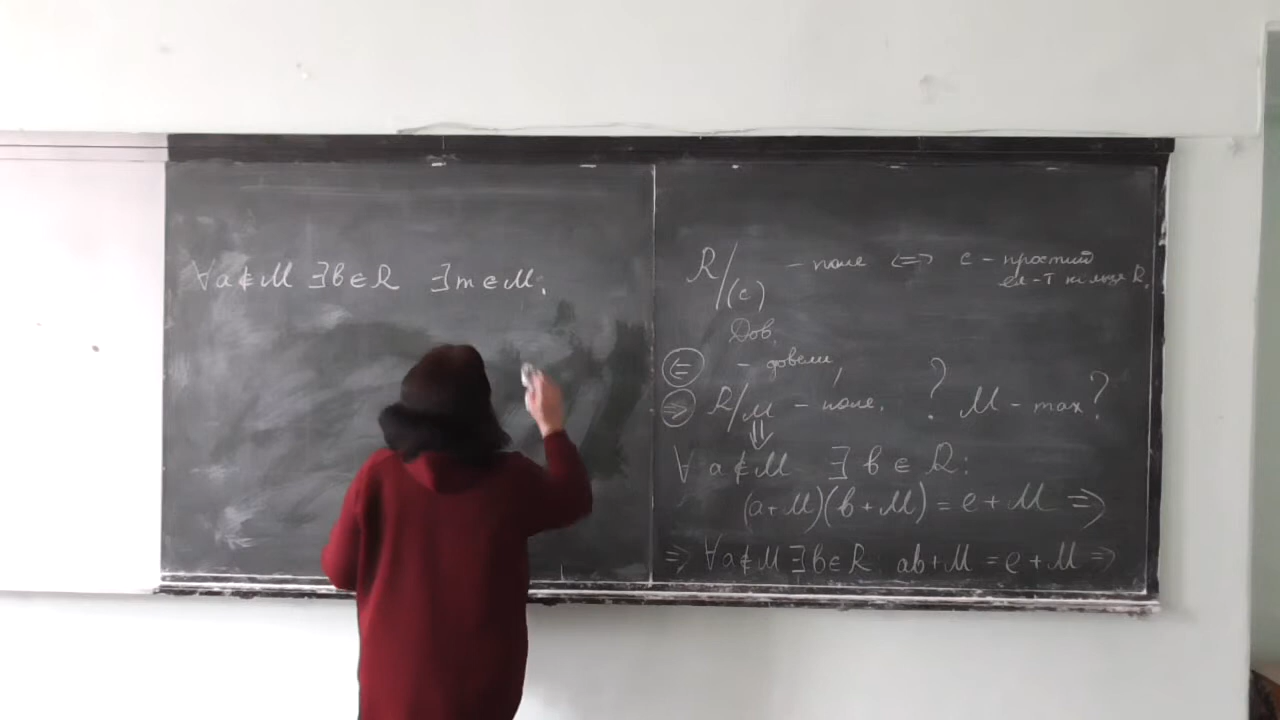 ∀ a ∉ M ∃ b ∈ R ∃ m ∈ M:
R/(c) – поле ⟺ c – простий
ел-т кільця R.
Дов.
⇐ – довели,
⇒ R/M – поле. ? M – max?
⇓
∀ a ∉ M ∃ b ∈ R:
(a+M)(b+M) = e + M ⇒
⇒ ∀ a ∉ M ∃ b ∈ R ab+M = e + M ⇒